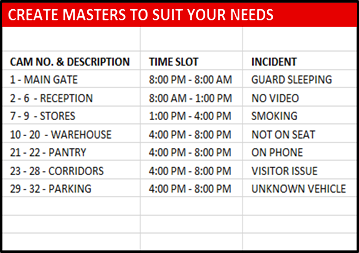 CREATE MASTERS TO SUIT YOUR NEEDS
CAM NO. & DESCRIPTION TIME SLOT INCIDENT
1 - MAIN GATE 8:00 PM - 8:00 AM GUARD SLEEPING
2 - 6 - RECEPTION 8:00 AM - 1:00 PM NO VIDEO
7 - 9 - STORES 1:00 PM - 4:00 PM SMOKING
10 - 20 - WAREHOUSE 4:00 PM - 8:00 PM NOT ON SEAT
21 - 22 - PANTRY 4:00 PM - 8:00 PM ON PHONE
23 - 28 - CORRIDORS 4:00 PM - 8:00 PM VISITOR ISSUE
29 - 32 - PARKING 4:00 PM - 8:00 PM UNKNOWN VEHICLE